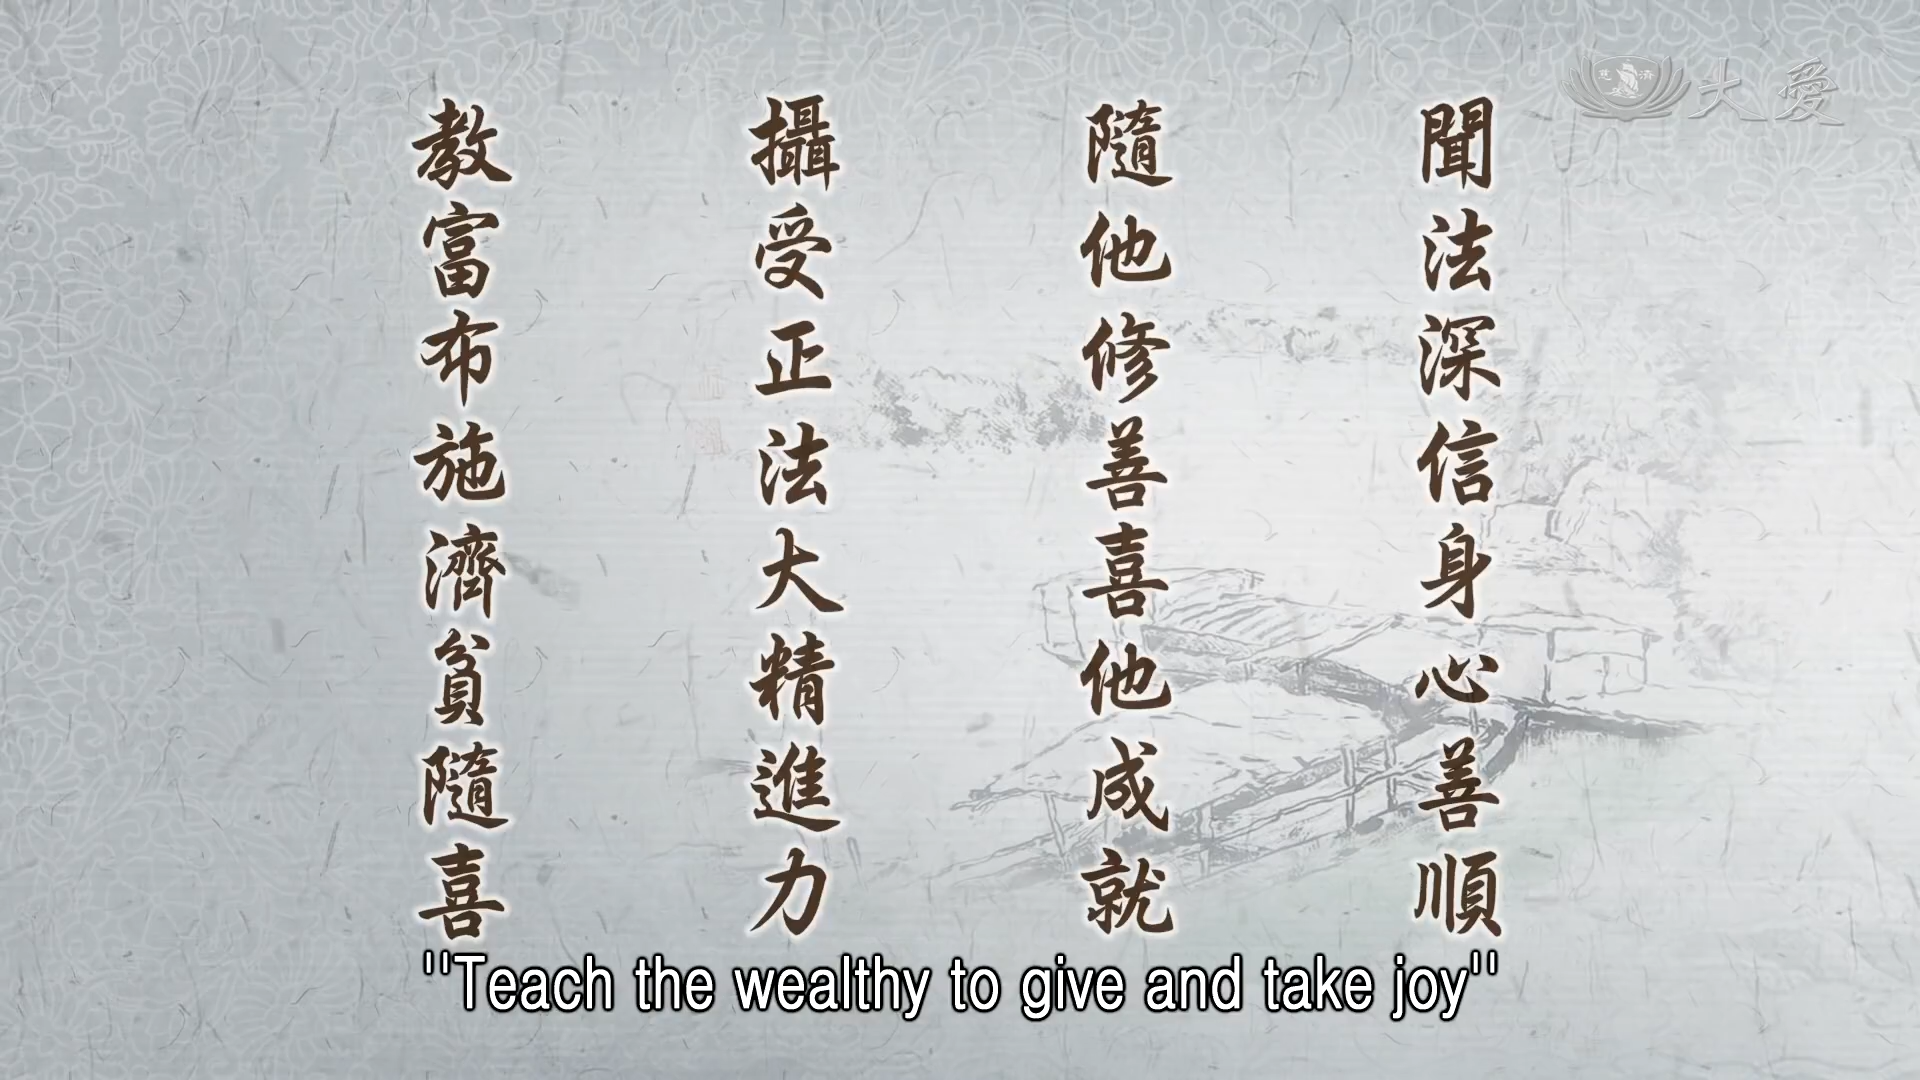 聞法深信身心善順
隨他修善喜他成就
攝受正法大精進力
教富布施濟貧隨喜
"Teach the wealthy to give and take joy"
慈濟
大愛